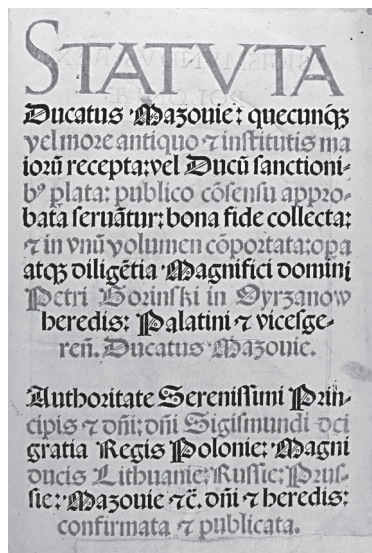 STATVTA
Ducatus Mazouie: quecunq̃ꝫ
vel more antiquo ⁊ institutis ma
iorū recepta: vel Ducū sanctioni-
bꝰ plata: publico cōsensu appro-
bata seruātur: bona fide collecta:
⁊ in vnū volumen cōportata: opa
atqꝫ diligētia Magnifici domini
Petri Gorinski in Oyrzanow
heredis: Palatini ⁊ vicesge-
reñ. Ducatus Mazouie.
Authoritate Serenissimi Prin-
cipis ⁊ dñi: dñi Sigismundi dei
gratia Regis Polonie: Magni
ducis Lithuanie: Russie: Prus-
sie: Mazouie ⁊c̄. dñi ⁊ heredis:
confirmata ⁊ publicata.